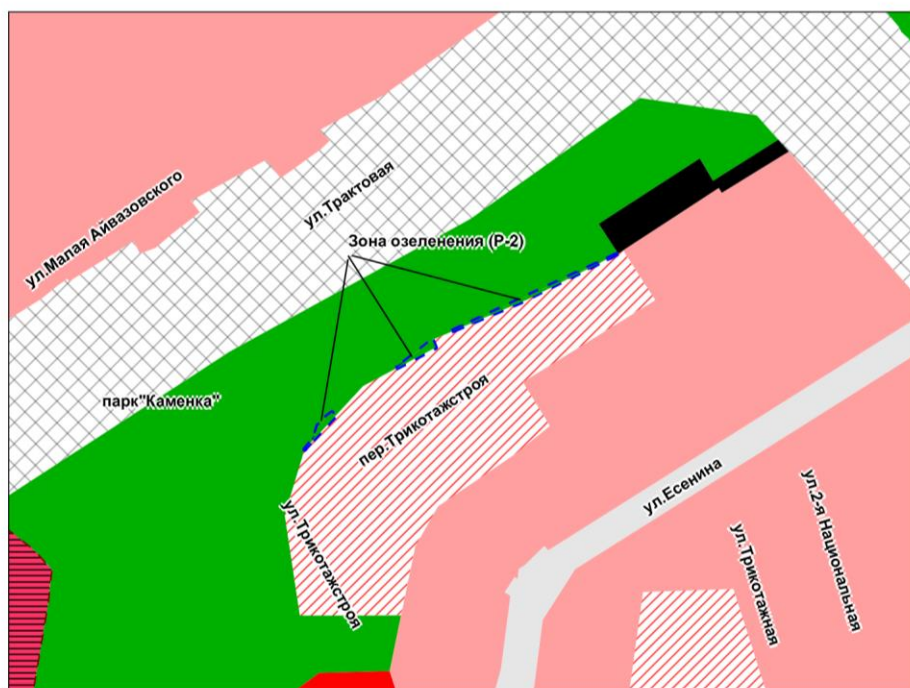 ул.Малая Айвазовского
ул.Трактовая
Зона озеленения (Р-2)
парк"Каменка"
пер.Трикотажстроя
ул.Есенина
ул.Трикотажстроя
ул.Трикотажная
ул.2-я Национальная